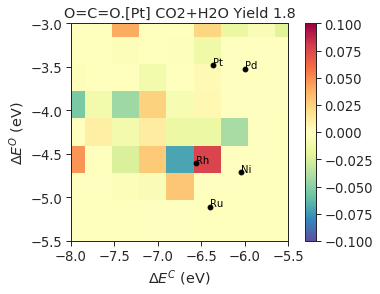 O=C=O.[Pt] CO2+H2O Yield 1.8
−3.0
−3.5
−4.0
−4.5
−5.0
−5.5
ΔE^O (eV)
Pt
Pd
Rh
Ni
Ru
−8.0 −7.5 −7.0 −6.5 −6.0 −5.5
ΔE^C (eV)
0.100
0.075
0.050
0.025
0.000
−0.025
−0.050
−0.075
−0.100